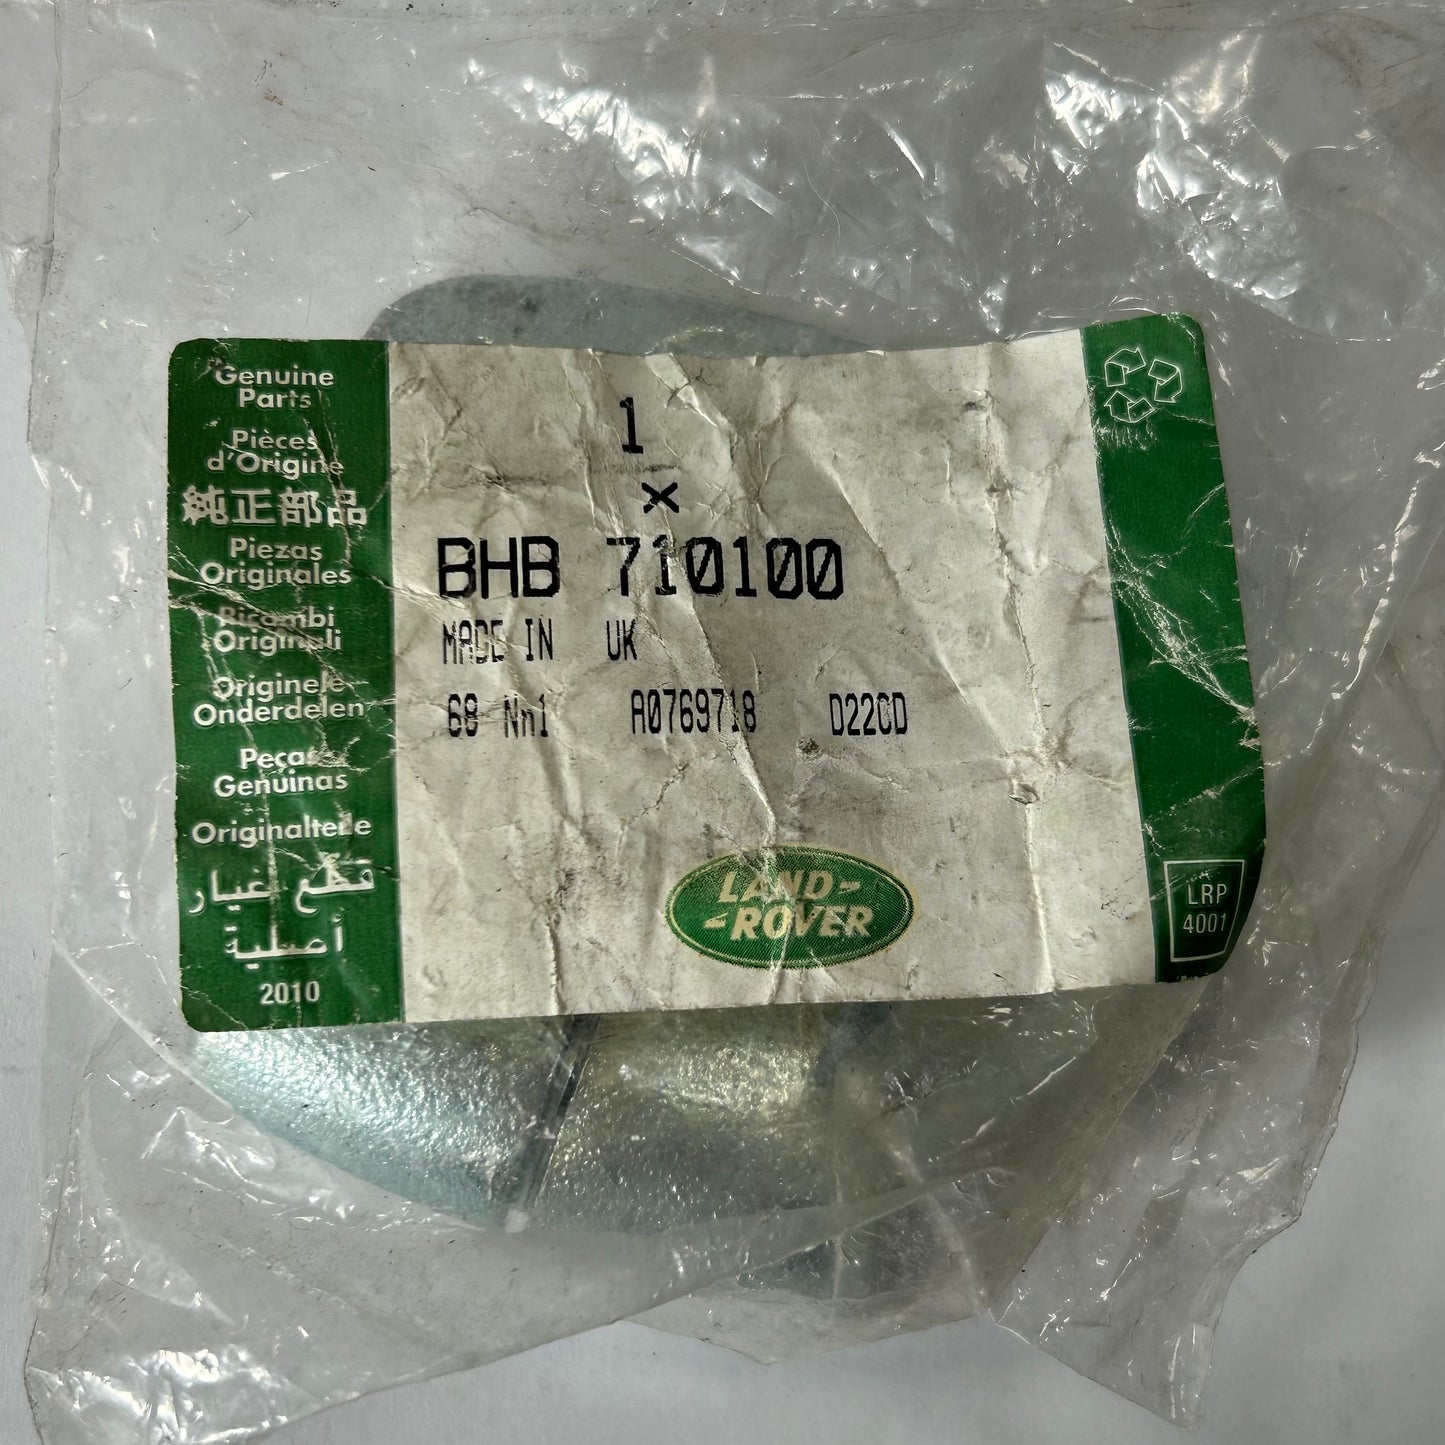 Genuine
Parts
Pièces
d'Origine
純正部品
Piezas
Originales
Ricambi
Originali
Originele
Onderdelen
Peças
Genuinas
Originalteile
قطع غيار
أصلية
2010
1
×
BHB 710100
MADE IN UK
68 Nn1 A0769718 D22CD
LAND-
-ROVER
LRP
4001